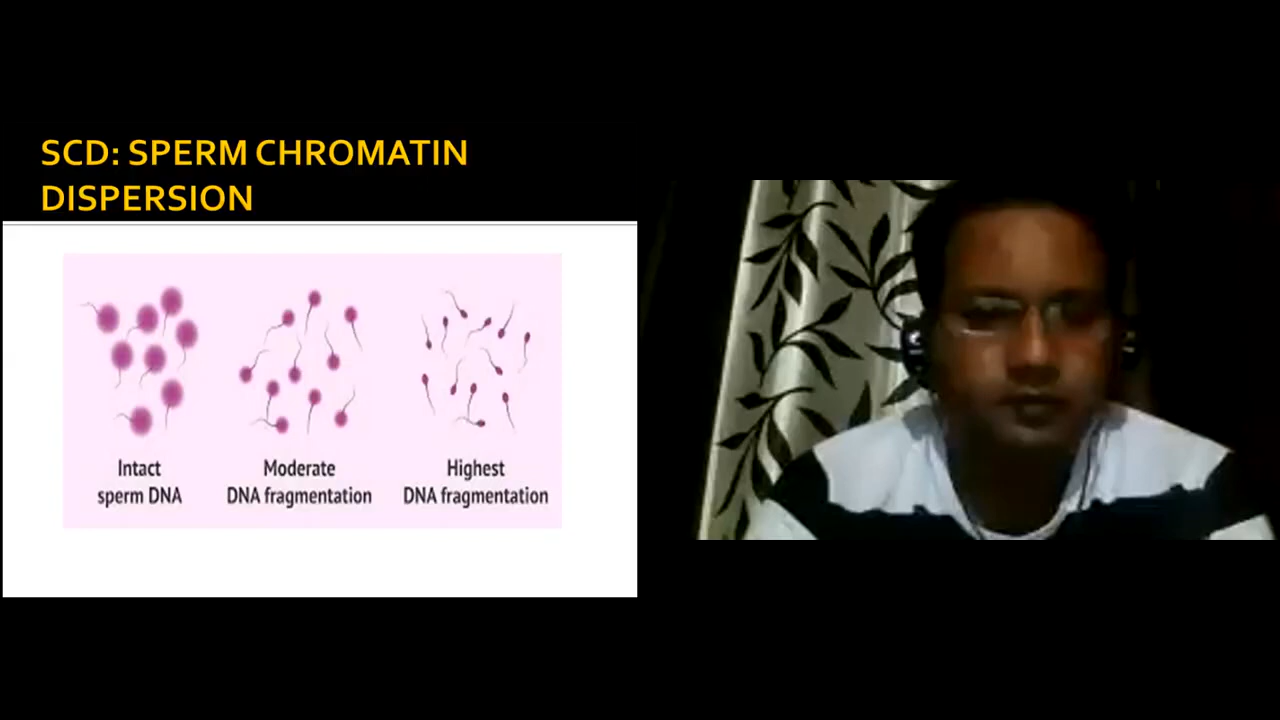 SCD: SPERM CHROMATIN
DISPERSION
Intact
sperm DNA
Moderate
DNA fragmentation
Highest
DNA fragmentation